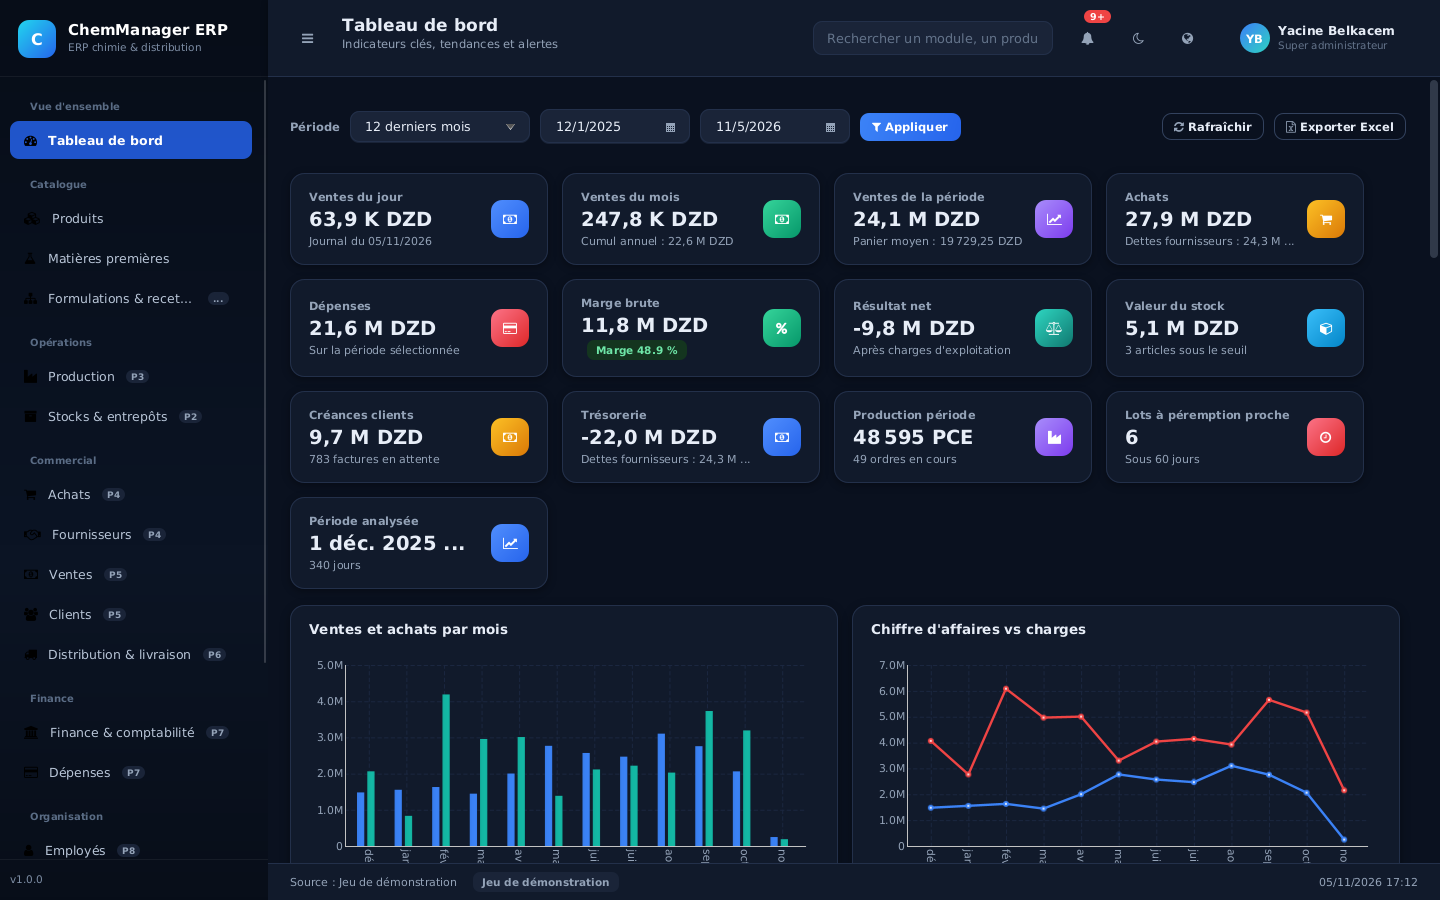 C
ChemManager ERP
ERP chimie & distribution
Vue d'ensemble
Tableau de bord
Catalogue
Produits
Matières premières
Formulations & recet... ...
Opérations
Production P3
Stocks & entrepôts P2
Commercial
Achats P4
Fournisseurs P4
Ventes P5
Clients P5
Distribution & livraison P6
Finance
Finance & comptabilité P7
Dépenses P7
Organisation
Employés P8
v1.0.0
Tableau de bord
Indicateurs clés, tendances et alertes
Rechercher un module, un produ
9+
YB
Yacine Belkacem
Super administrateur
Période
12 derniers mois
12/1/2025
11/5/2026
Appliquer
Rafraîchir
Exporter Excel
Ventes du jour
63,9 K DZD
Journal du 05/11/2026
Ventes du mois
247,8 K DZD
Cumul annuel : 22,6 M DZD
Ventes de la période
24,1 M DZD
Panier moyen : 19 729,25 DZD
Achats
27,9 M DZD
Dettes fournisseurs : 24,3 M ...
Dépenses
21,6 M DZD
Sur la période sélectionnée
Marge brute
11,8 M DZD
Marge 48.9 %
Résultat net
-9,8 M DZD
Après charges d'exploitation
Valeur du stock
5,1 M DZD
3 articles sous le seuil
Créances clients
9,7 M DZD
783 factures en attente
Trésorerie
-22,0 M DZD
Dettes fournisseurs : 24,3 M ...
Production période
48 595 PCE
49 ordres en cours
Lots à péremption proche
6
Sous 60 jours
Période analysée
1 déc. 2025 ...
340 jours
Ventes et achats par mois
5.0M
4.0M
3.0M
2.0M
1.0M
0
Chiffre d'affaires vs charges
7.0M
6.0M
5.0M
4.0M
3.0M
2.0M
1.0M
0
Source : Jeu de démonstration
Jeu de démonstration
05/11/2026 17:12